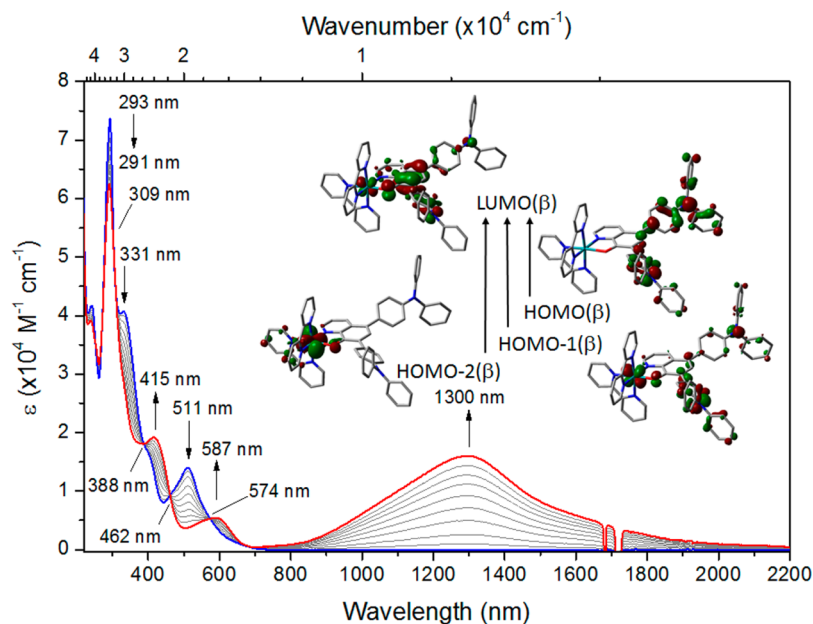 Wavenumber (x10⁴ cm⁻¹)
4 3 2 1
8
7
6
5
4
3
2
1
0
ε (x10⁴ M⁻¹ cm⁻¹)
293 nm
291 nm
309 nm
331 nm
415 nm
511 nm
587 nm
388 nm
462 nm
574 nm
LUMO(β)
HOMO(β)
HOMO-1(β)
HOMO-2(β)
1300 nm
400 600 800 1000 1200 1400 1600 1800 2000 2200
Wavelength (nm)